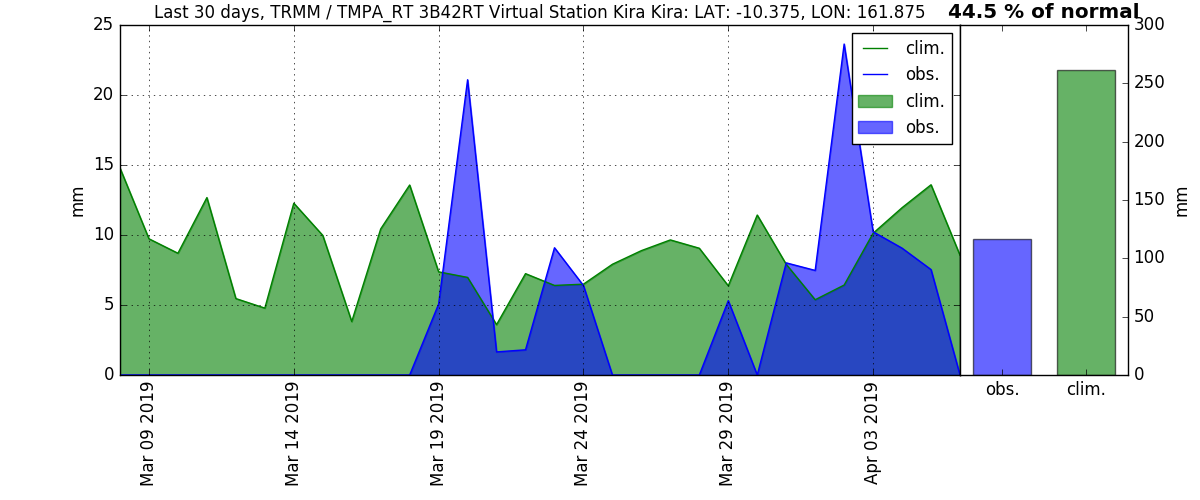 Last 30 days, TRMM / TMPA_RT 3B42RT Virtual Station Kira Kira: LAT: -10.375, LON: 161.875
44.5 % of normal
25
20
15
10
5
0
mm
clim.
obs.
clim.
obs.
300
250
200
150
100
50
0
mm
Mar 09 2019
Mar 14 2019
Mar 19 2019
Mar 24 2019
Mar 29 2019
Apr 03 2019
obs.
clim.